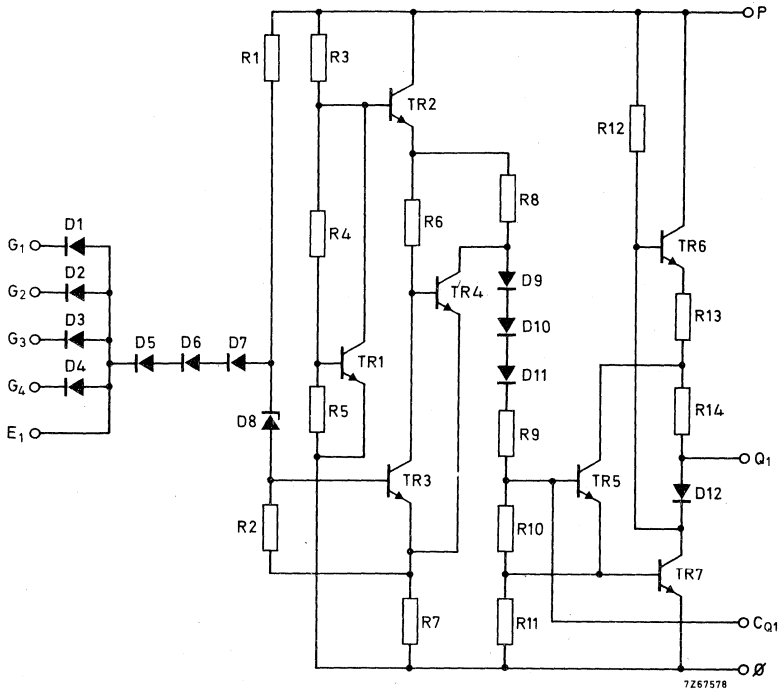 P
R1
R3
TR2
R12
R8
D1
G1
R4
R6
TR6
D2
G2
TR4
D9
D3
G3
D10
R13
D5
D6
D7
TR1
D4
G4
D11
R5
R14
D8
R9
E1
Q1
TR3
TR5
D12
R2
R10
TR7
R7
R11
CQ1
Ø
7Z67578